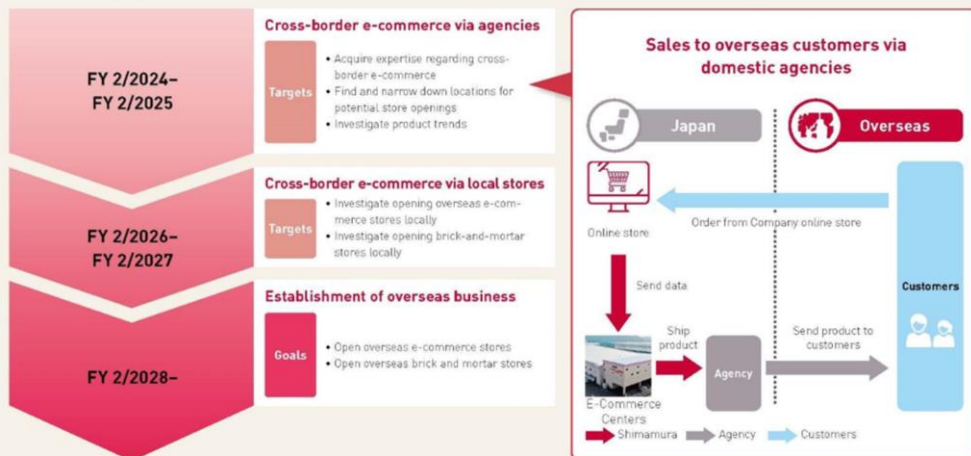 FY 2/2024–
FY 2/2025
Cross-border e-commerce via agencies
Targets
• Acquire expertise regarding cross-
border e-commerce
• Find and narrow down locations for
potential store openings
• Investigate product trends
FY 2/2026–
FY 2/2027
Cross-border e-commerce via local stores
Targets
• Investigate opening overseas e-com-
merce stores locally
• Investigate opening brick-and-mortar
stores locally
FY 2/2028–
Establishment of overseas business
Goals
• Open overseas e-commerce stores
• Open overseas brick and mortar stores
Sales to overseas customers via
domestic agencies
Japan
Overseas
Online store
Order from Company online store
Customers
Send data
Ship
product
Send product to
customers
Agency
E-Commerce
Centers
Shimamura
Agency
Customers